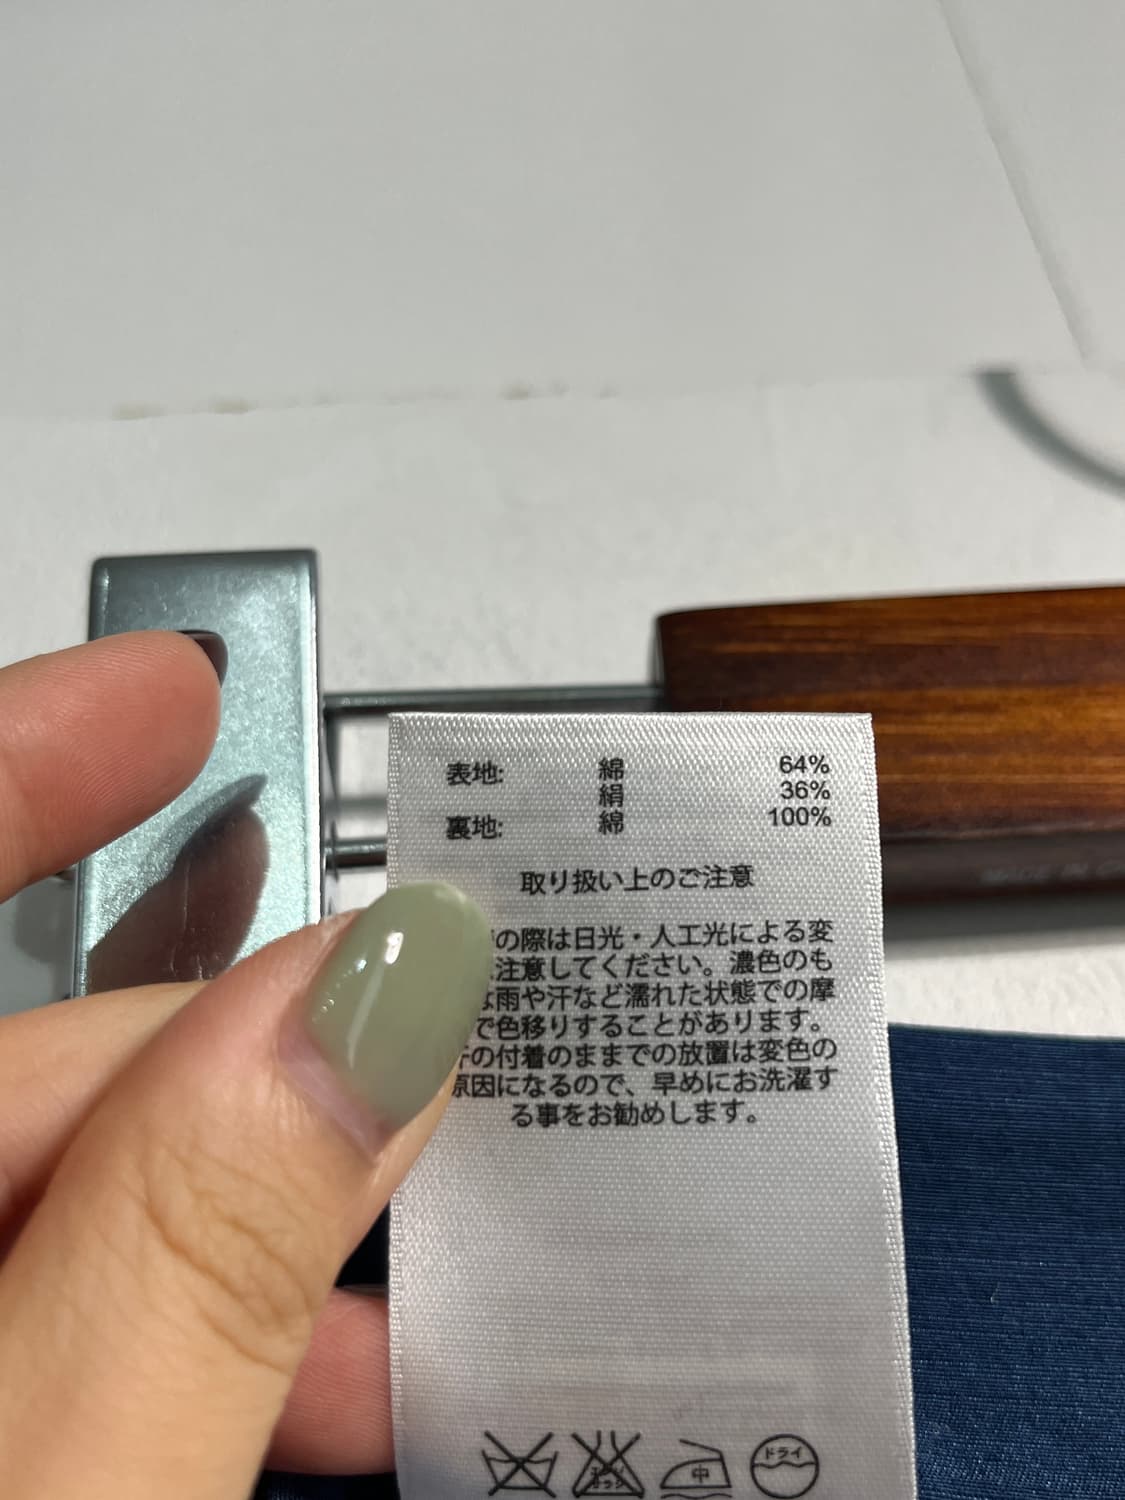 表地: 綿 64%
絹 36%
裏地: 綿 100%
取り扱い上のご注意
の際は日光・人工光による変
注意してください。濃色のも
は雨や汗など濡れた状態での摩
で色移りすることがあります。
の付着のままでの放置は変色の
原因になるので、早めにお洗濯す
る事をお勧めします。
中 ドライ
MADE IN